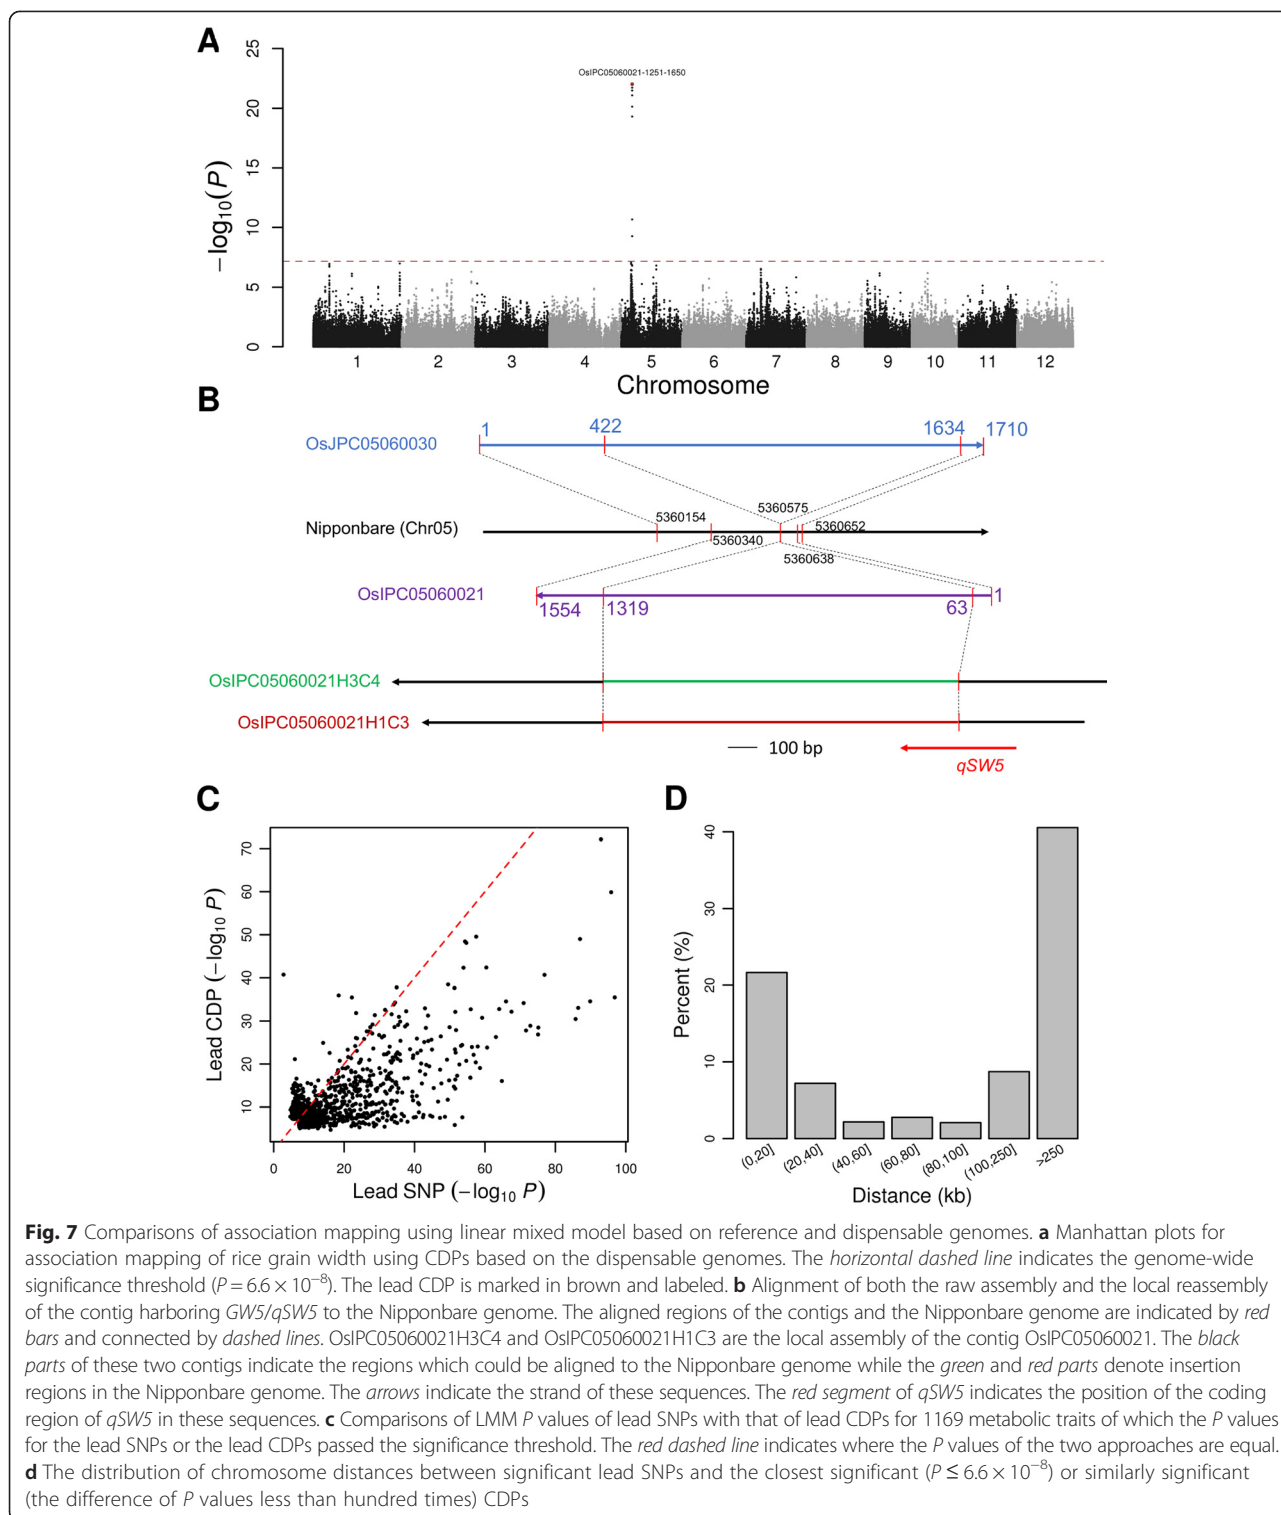 A
25
20
15
10
5
0
−log10(P)
OsIPC05060021-1251-1650
1 2 3 4 5 6 7 8 9 10 11 12
Chromosome
B
OsJPC05060030
1 422 1634 1710
Nipponbare (Chr05)
5360154 5360575 5360652
5360340 5360638
OsIPC05060021
1554 1319 63 1
OsIPC05060021H3C4
OsIPC05060021H1C3
100 bp
qSW5
C
70
60
50
40
30
20
10
Lead CDP (−log10 P)
0 20 40 60 80 100
Lead SNP (−log10 P)
D
40
30
20
10
0
Percent (%)
(0,20] (20,40] (40,60] (60,80] (80,100] (100,250] >250
Distance (kb)
Fig. 7 Comparisons of association mapping using linear mixed model based on reference and dispensable genomes. a Manhattan plots for
association mapping of rice grain width using CDPs based on the dispensable genomes. The horizontal dashed line indicates the genome-wide
significance threshold (P = 6.6 × 10−8). The lead CDP is marked in brown and labeled. b Alignment of both the raw assembly and the local reassembly
of the contig harboring GW5/qSW5 to the Nipponbare genome. The aligned regions of the contigs and the Nipponbare genome are indicated by red
bars and connected by dashed lines. OsIPC05060021H3C4 and OsIPC05060021H1C3 are the local assembly of the contig OsIPC05060021. The black
parts of these two contigs indicate the regions which could be aligned to the Nipponbare genome while the green and red parts denote insertion
regions in the Nipponbare genome. The arrows indicate the strand of these sequences. The red segment of qSW5 indicates the position of the coding
region of qSW5 in these sequences. c Comparisons of LMM P values of lead SNPs with that of lead CDPs for 1169 metabolic traits of which the P values
for the lead SNPs or the lead CDPs passed the significance threshold. The red dashed line indicates where the P values of the two approaches are equal.
d The distribution of chromosome distances between significant lead SNPs and the closest significant (P ≤ 6.6 × 10−8) or similarly significant
(the difference of P values less than hundred times) CDPs